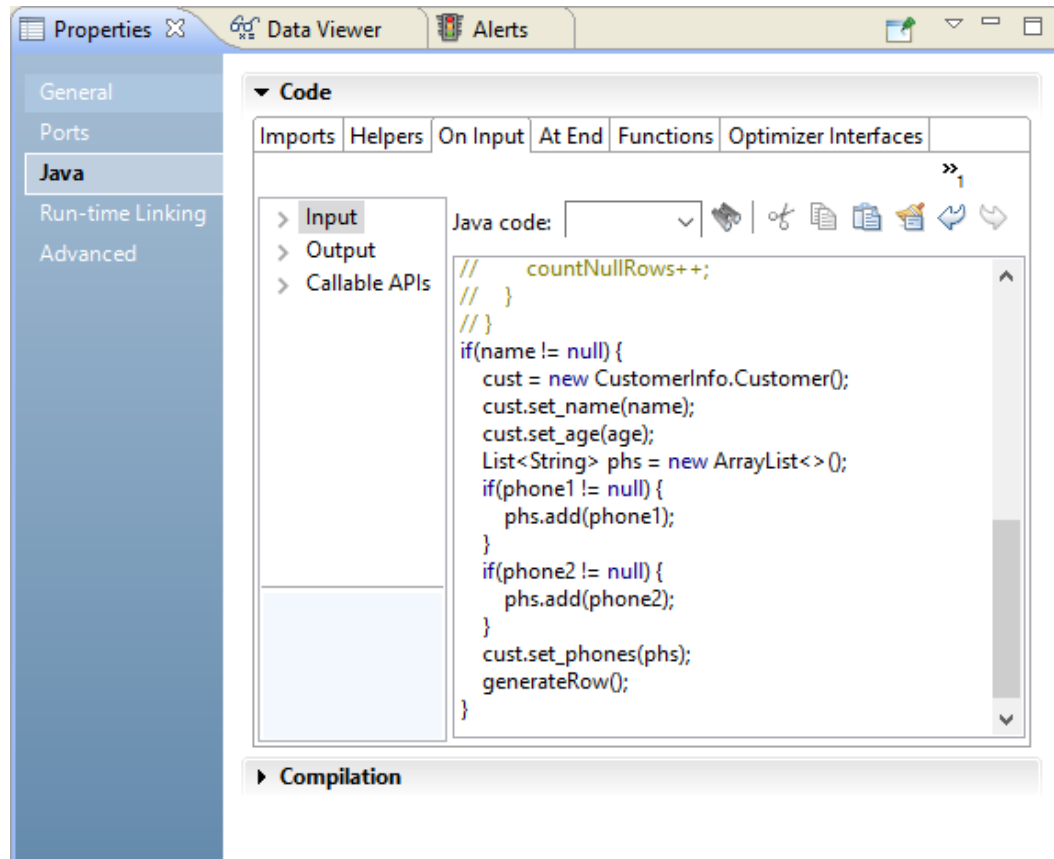 Properties Data Viewer Alerts
General
Ports
Java
Run-time Linking
Advanced
Code
Imports Helpers On Input At End Functions Optimizer Interfaces
»1
Input
Output
Callable APIs
Java code:
//        countNullRows++;
//    }
// }
if(name != null) {
    cust = new CustomerInfo.Customer();
    cust.set_name(name);
    cust.set_age(age);
    List<String> phs = new ArrayList<>();
    if(phone1 != null) {
        phs.add(phone1);
    }
    if(phone2 != null) {
        phs.add(phone2);
    }
    cust.set_phones(phs);
    generateRow();
}
Compilation